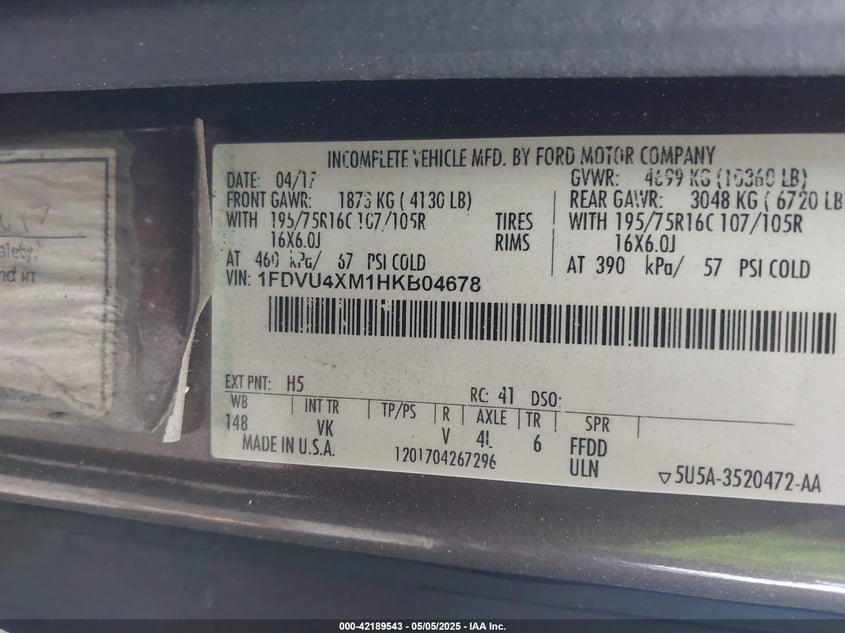 INCOMPLETE VEHICLE MFD. BY FORD MOTOR COMPANY
DATE: 04/17 GVWR: 4699 KG (10360 LB)
FRONT GAWR: 1873 KG ( 4130 LB) REAR GAWR: 3048 KG ( 6720 LB
WITH 195/75R16C 107/105R TIRES WITH 195/75R16C 107/105R
16X6.0J RIMS 16X6.0J
AT 460 kPa/ 67 PSI COLD AT 390 kPa/ 57 PSI COLD
VIN: 1FDVU4XM1HKB04678
EXT PNT: H5 RC: 41 DSO:
WB INT TR TP/PS R AXLE TR SPR
148 VK V 4L 6 FFDD
MADE IN U.S.A. 1201704267296 ULN
▽5U5A-3520472-AA
afety,
nd in
000-42189543 - 05/05/2025 - IAA Inc.